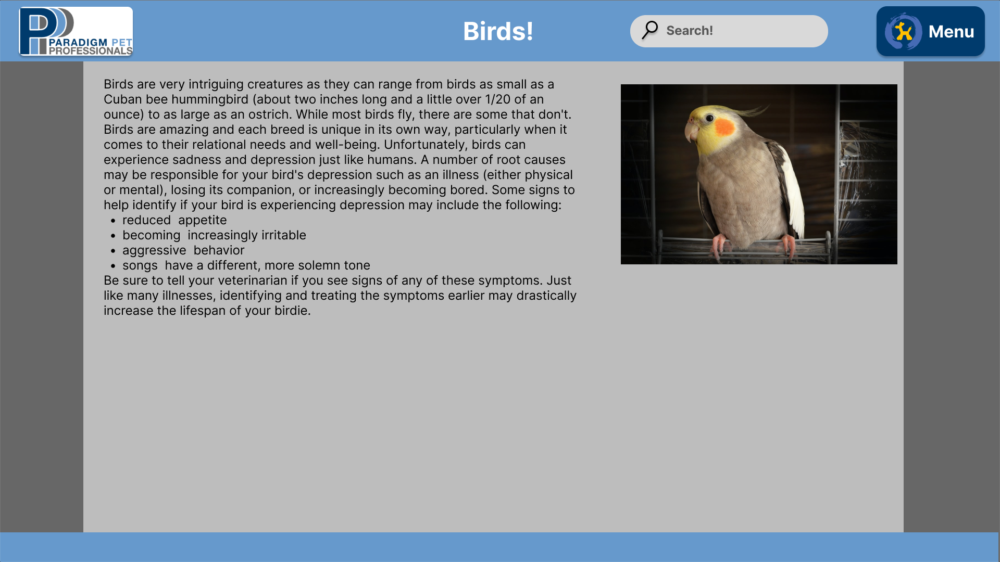 PARADIGM PET
PROFESSIONALS
Birds!
Search!
Menu
Birds are very intriguing creatures as they can range from birds as small as a
Cuban bee hummingbird (about two inches long and a little over 1/20 of an
ounce) to as large as an ostrich. While most birds fly, there are some that don't.
Birds are amazing and each breed is unique in its own way, particularly when it
comes to their relational needs and well-being. Unfortunately, birds can
experience sadness and depression just like humans. A number of root causes
may be responsible for your bird's depression such as an illness (either physical
or mental), losing its companion, or increasingly becoming bored. Some signs to
help identify if your bird is experiencing depression may include the following:
• reduced  appetite
• becoming  increasingly irritable
• aggressive  behavior
• songs  have a different, more solemn tone
Be sure to tell your veterinarian if you see signs of any of these symptoms. Just
like many illnesses, identifying and treating the symptoms earlier may drastically
increase the lifespan of your birdie.